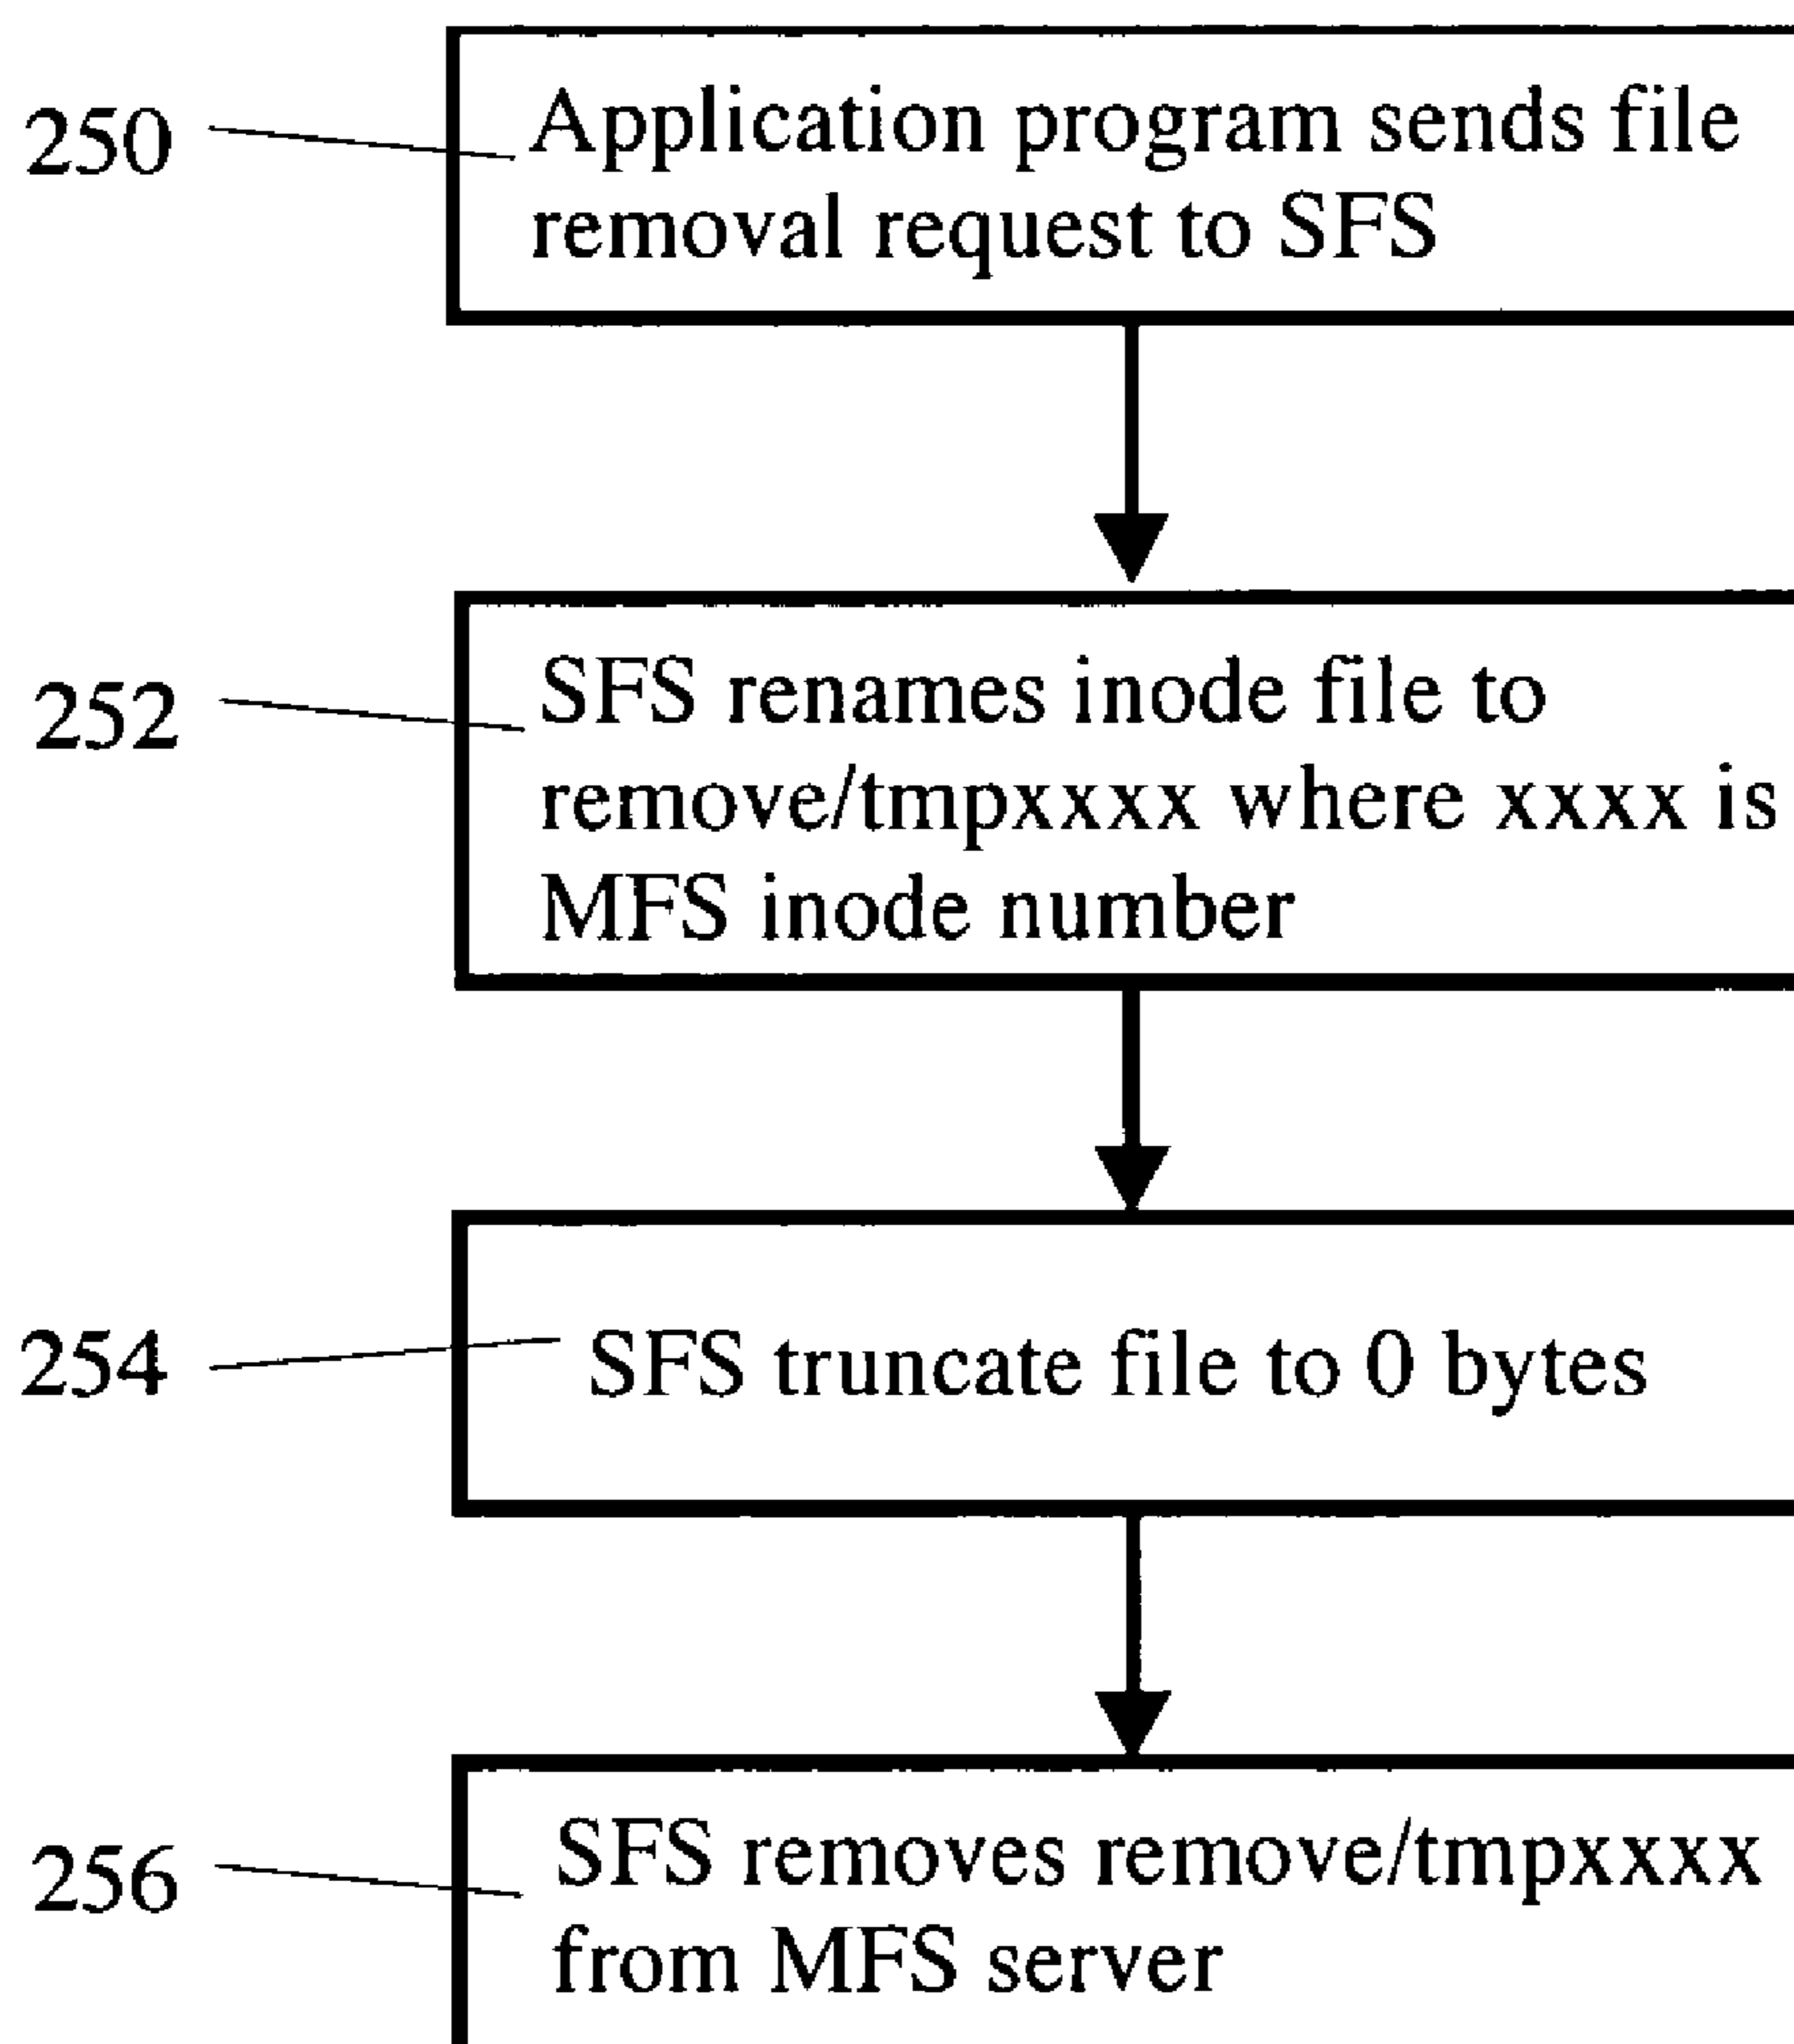 250
Application program sends file
removal request to SFS
252
SFS renames inode file to
remove/tmpxxxx where xxxx is
MFS inode number
254
SFS truncate file to 0 bytes
256
SFS removes remove/tmpxxxx
from MFS server